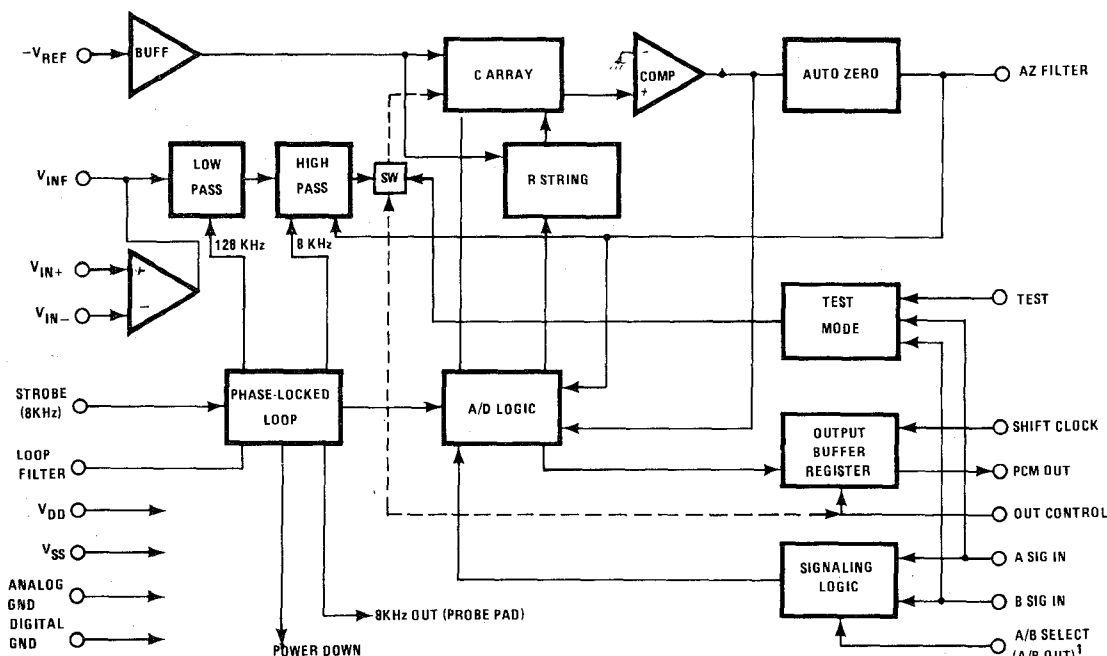 -VREF
BUFF
C ARRAY
-
COMP
+
AUTO ZERO
AZ FILTER
VINF
LOW
PASS
HIGH
PASS
SW
R STRING
128 KHz
8 KHz
VIN+
+
VIN-
-
TEST
MODE
TEST
STROBE
(8KHz)
PHASE-LOCKED
LOOP
A/D LOGIC
OUTPUT
BUFFER
REGISTER
SHIFT CLOCK
PCM OUT
LOOP
FILTER
VDD
OUT CONTROL
VSS
SIGNALING
LOGIC
A SIG IN
B SIG IN
ANALOG
GND
DIGITAL
GND
8KHz OUT (PROBE PAD)
POWER DOWN
A/B SELECT
(A/B OUT)1